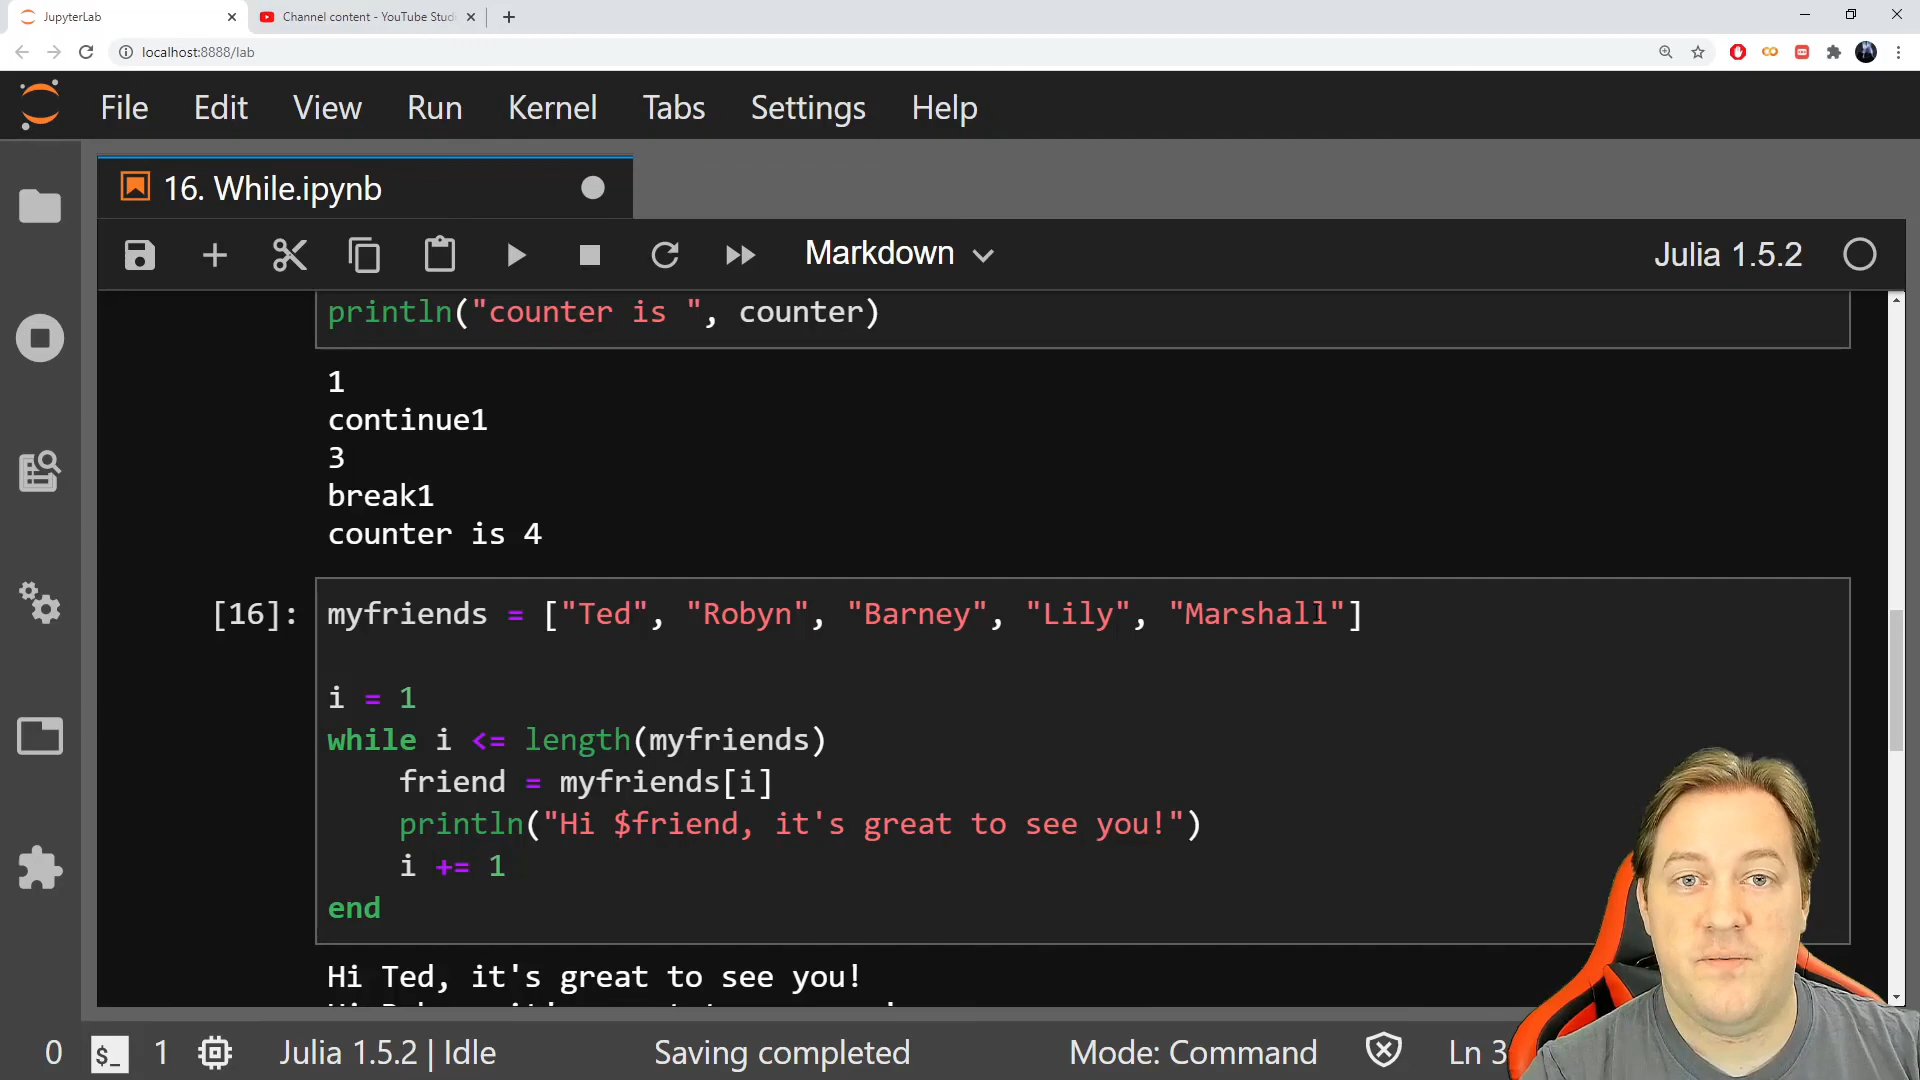 JupyterLab
Channel content - YouTube Stud
localhost:8888/lab
File Edit View Run Kernel Tabs Settings Help
16. While.ipynb
Markdown
Julia 1.5.2
println("counter is ", counter)
1
continue1
3
break1
counter is 4
[16]:
myfriends = ["Ted", "Robyn", "Barney", "Lily", "Marshall"]
i = 1
while i <= length(myfriends)
    friend = myfriends[i]
    println("Hi $friend, it's great to see you!")
    i += 1
end
Hi Ted, it's great to see you!
0 $_ 1 Julia 1.5.2 | Idle Saving completed Mode: Command Ln 3